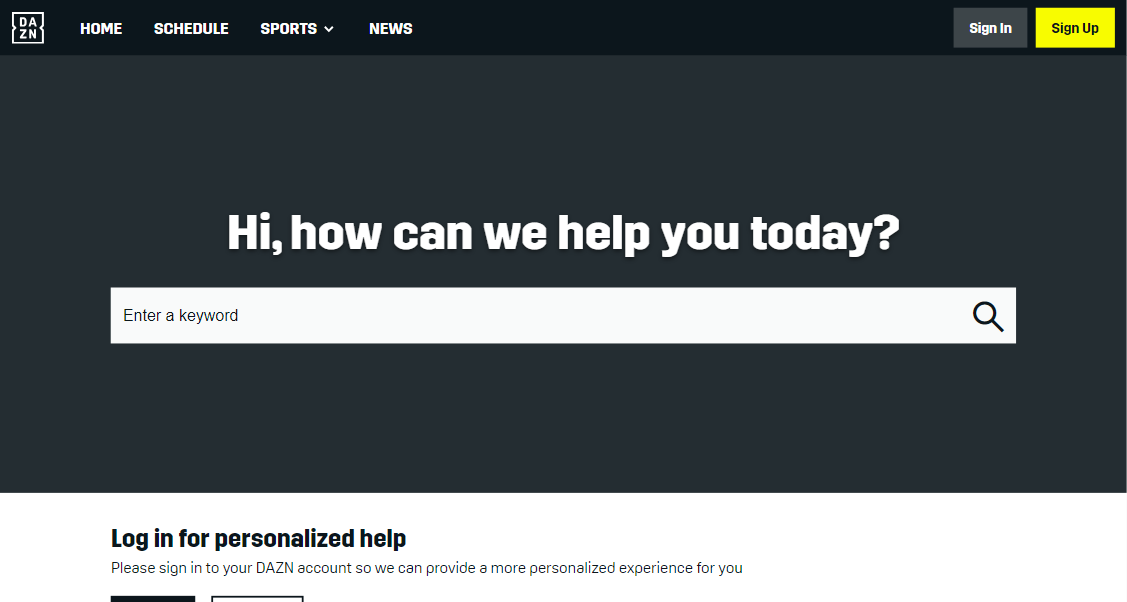 DA
ZN
HOME
SCHEDULE
SPORTS
NEWS
Sign In
Sign Up
Hi, how can we help you today?
Enter a keyword
Log in for personalized help
Please sign in to your DAZN account so we can provide a more personalized experience for you